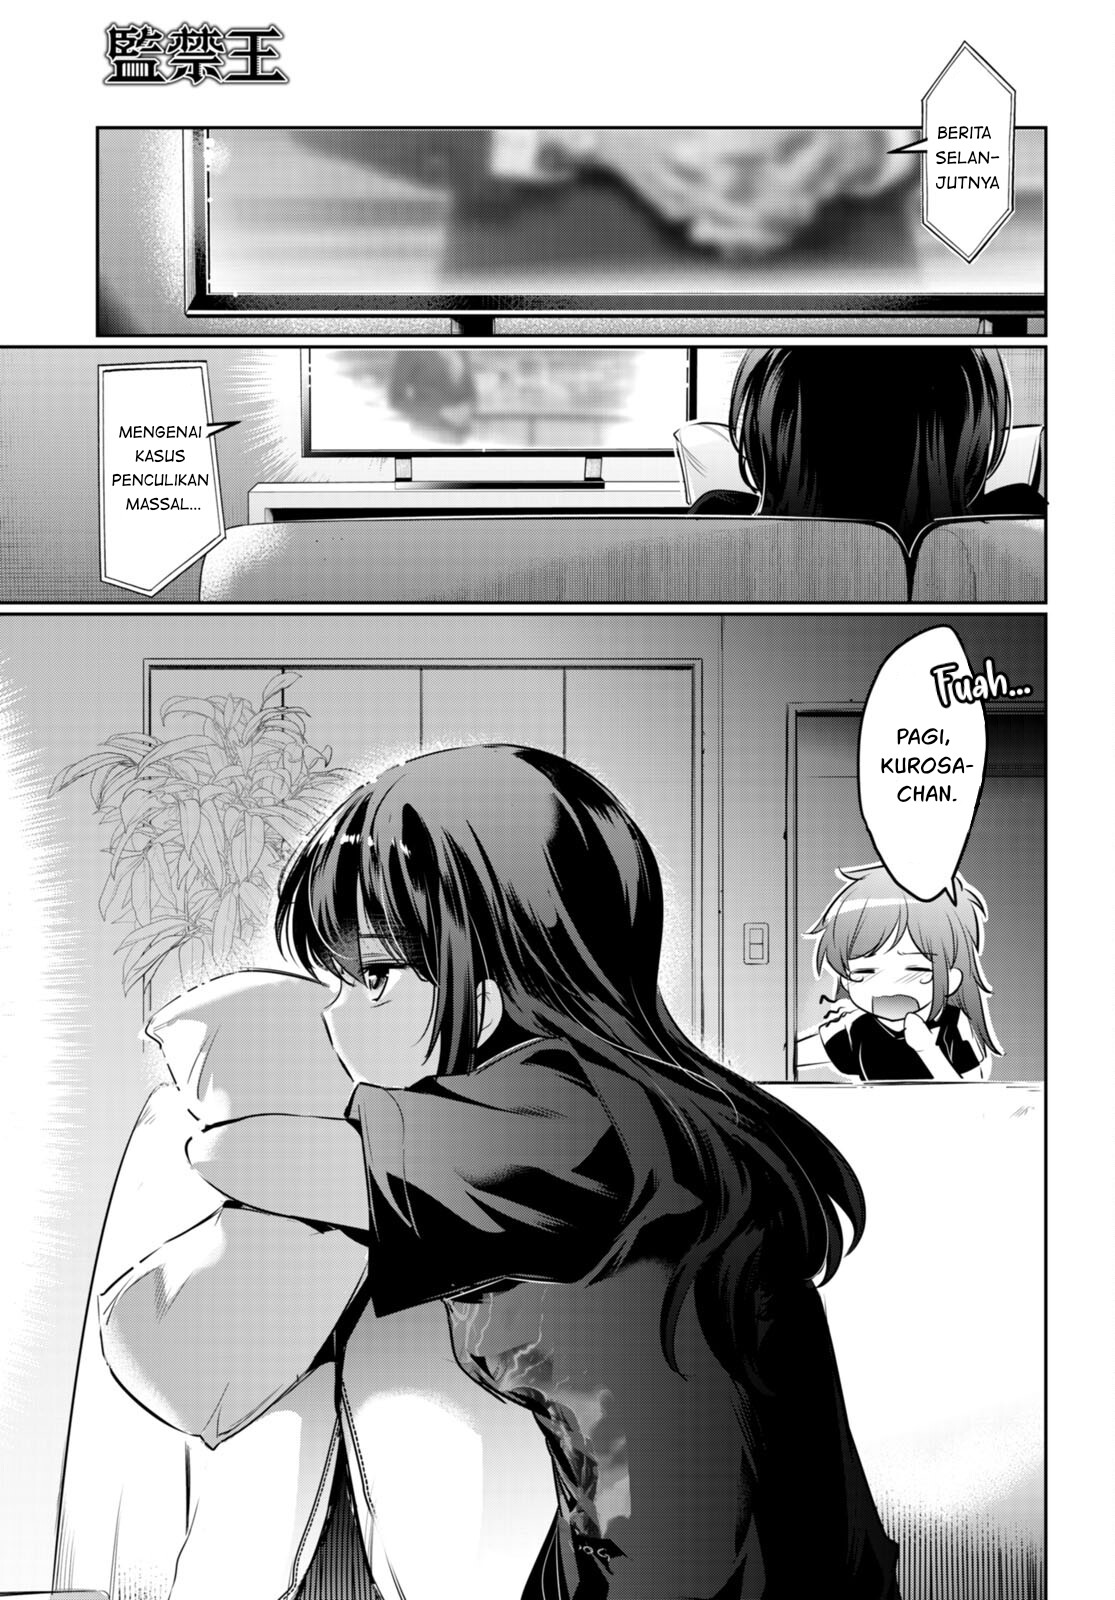 監禁王
BERITA
SELAN-
JUTNYA
MENGENAI
KASUS
PENCULIKAN
MASSAL...
Fuah...
PAGI,
KUROSA-
CHAN.